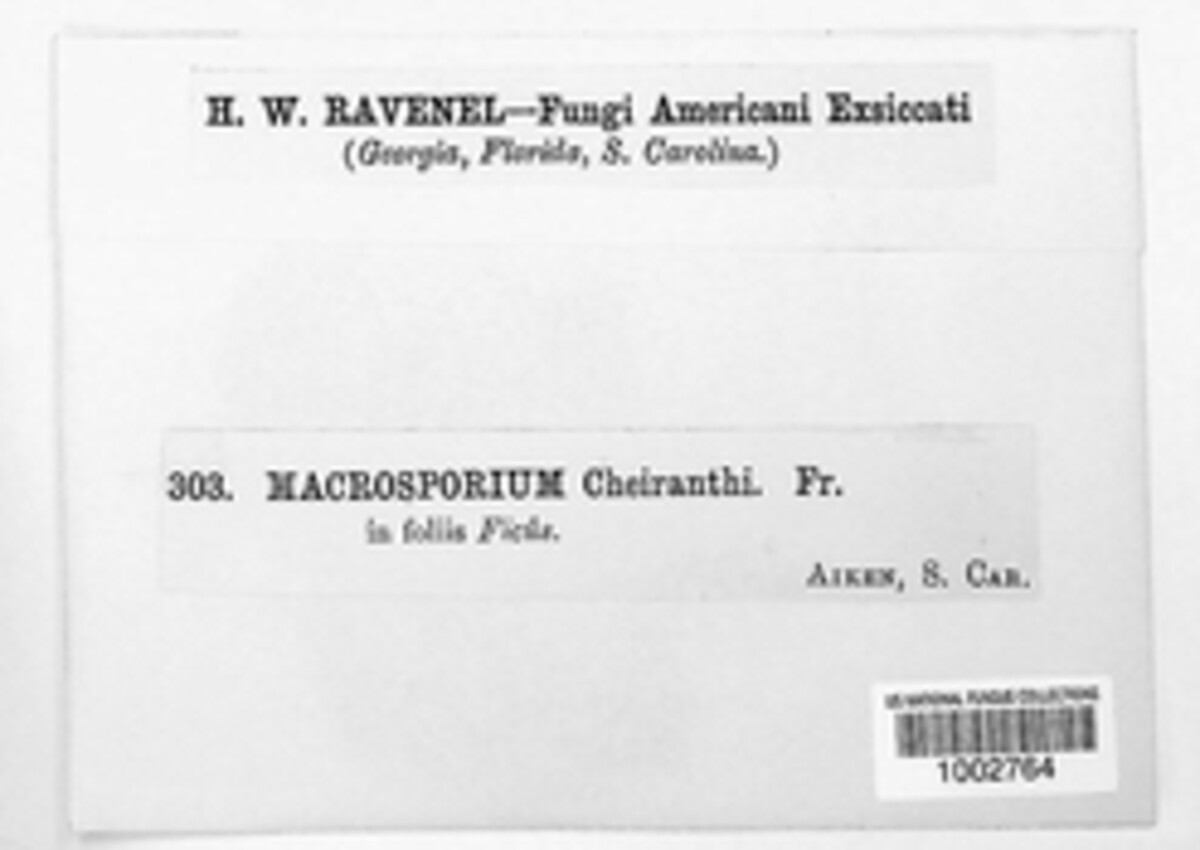 H. W. RAVENEL—Fungi Americani Exsiccati
(Georgia, Florida, S. Carolina.)
303. MACROSPORIUM Cheiranthi. Fr.
in foliis Ficûs.
AIKEN, S. CAR.
US NATIONAL FUNGUS COLLECTIONS
1002764